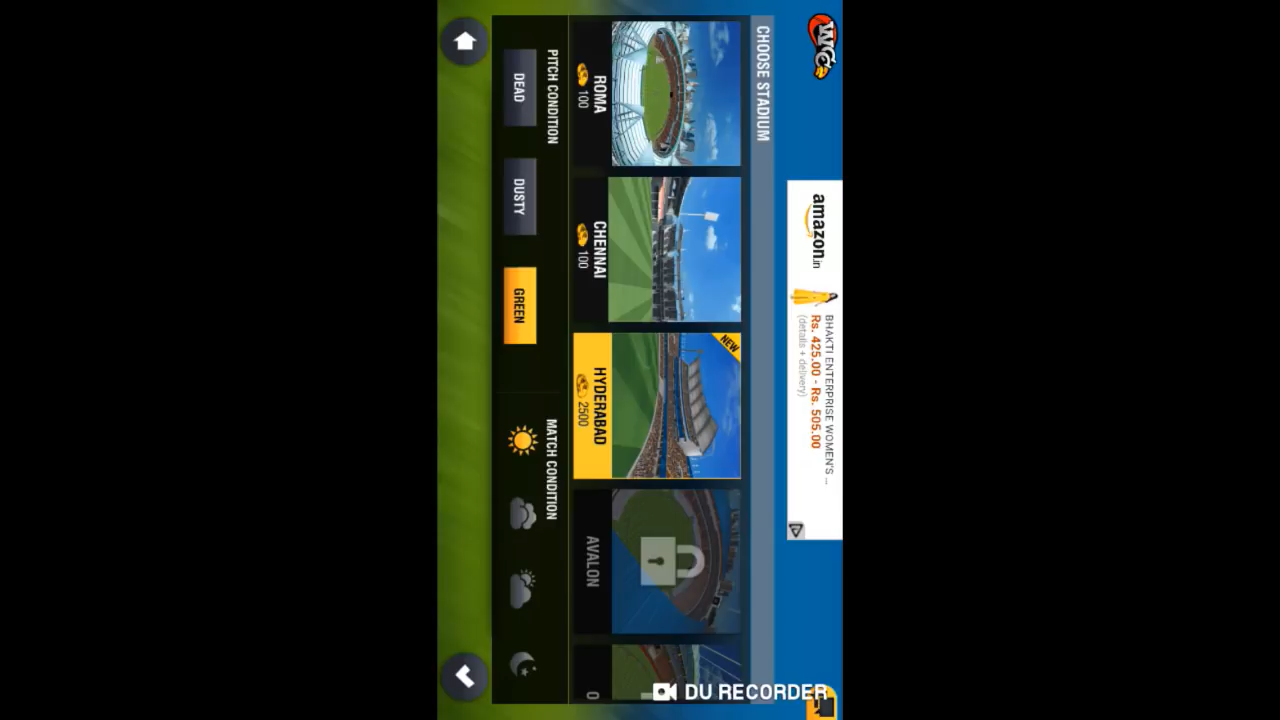 WC
amazon.in
BHAKTI ENTERPRISE WOMEN'S ...
Rs. 425.00 - Rs. 505.00
(details + delivery)
CHOOSE STADIUM
ROMA
100
CHENNAI
100
NEW
HYDERABAD
2500
AVALON
O
PITCH CONDITION
DEAD
DUSTY
GREEN
MATCH CONDITION
DU RECORDER